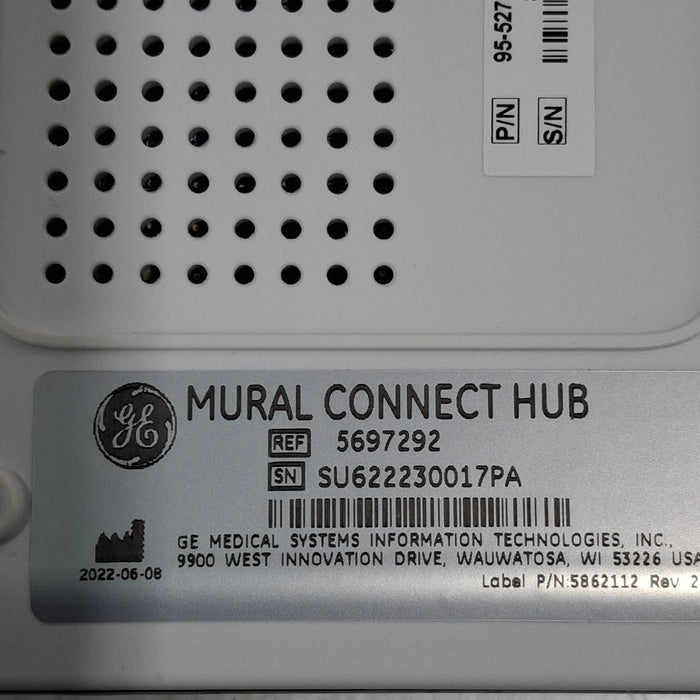 P/N 95-527
S/N
GE
MURAL CONNECT HUB
REF 5697292
SN SU622230017PA
GE MEDICAL SYSTEMS INFORMATION TECHNOLOGIES, INC.,
9900 WEST INNOVATION DRIVE, WAUWATOSA, WI 53226 USA
2022-06-08
Label P/N:5862112 Rev 2